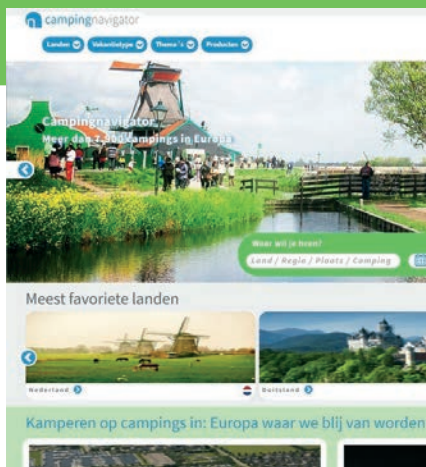 campingnavigator
Landen Vakantietype Thema's Producten
Campingnavigator
Meer dan 7.900 campings in Europa
Waar wil je heen?
Land / Regio / Plaats / Camping
Meest favoriete landen
Nederland
Duitsland
Kamperen op campings in: Europa waar we blij van worden